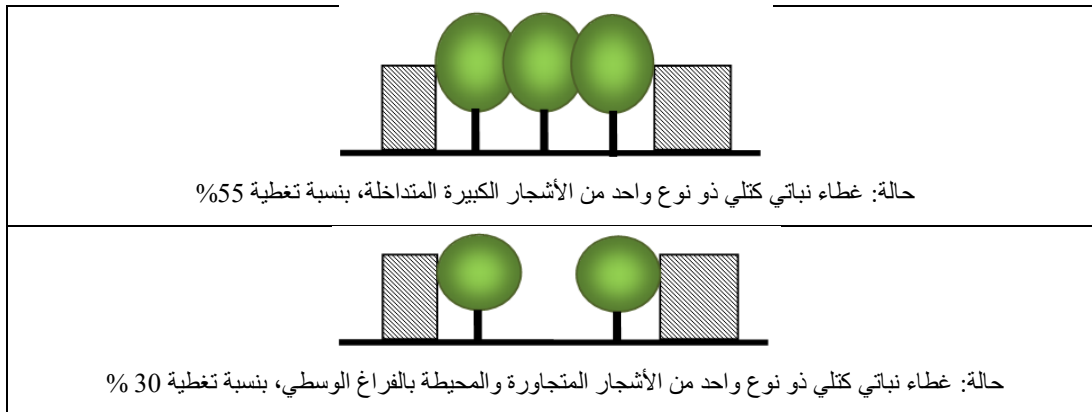 حالة: غطاء نباتي كتلي ذو نوع واحد من الأشجار الكبيرة المتداخلة، بنسبة تغطية 55%
حالة: غطاء نباتي كتلي ذو نوع واحد من الأشجار المتجاورة والمحيطة بالفراغ الوسطي، بنسبة تغطية 30 %